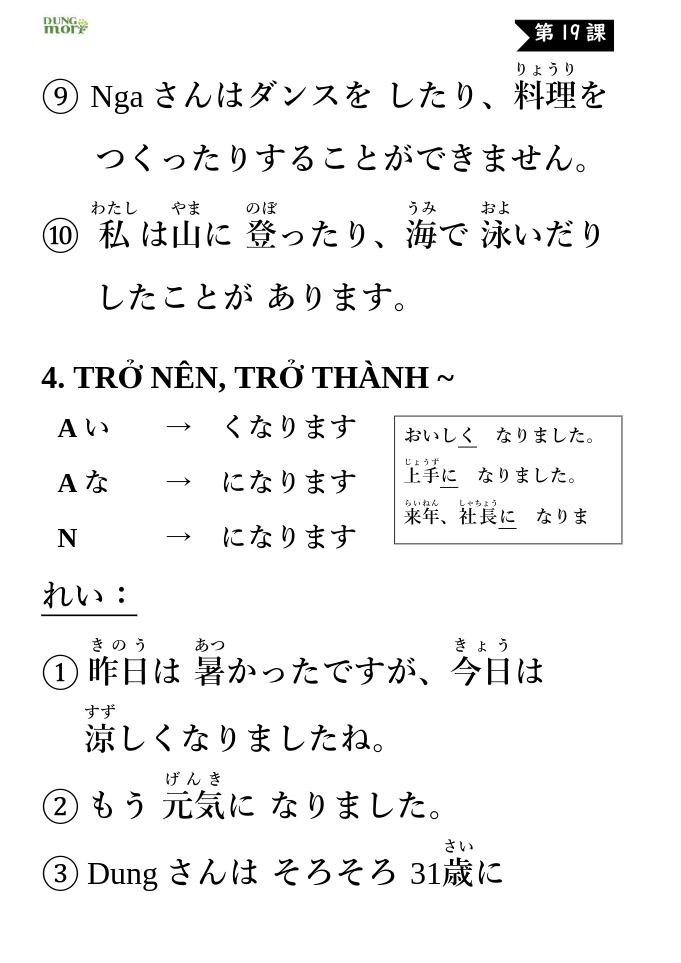 DUNG
mori
第19課
⑨ Nga さんはダンスを したり、料理を
りょうり
つくったりすることができません。
わたし やま のぼ うみ およ
⑩ 私は山に 登ったり、海で 泳いだり
したことが あります。
4. TRỞ NÊN, TRỞ THÀNH ~
A い → くなります
A な → になります
N → になります
おいしく なりました。
じょうず
上手に なりました。
らいねん しゃちょう
来年、社長に なりま
れい：
きのう あつ きょう
① 昨日は 暑かったですが、今日は
すず
涼しくなりましたね。
げんき
② もう 元気に なりました。
さい
③ Dung さんは そろそろ 31歳に